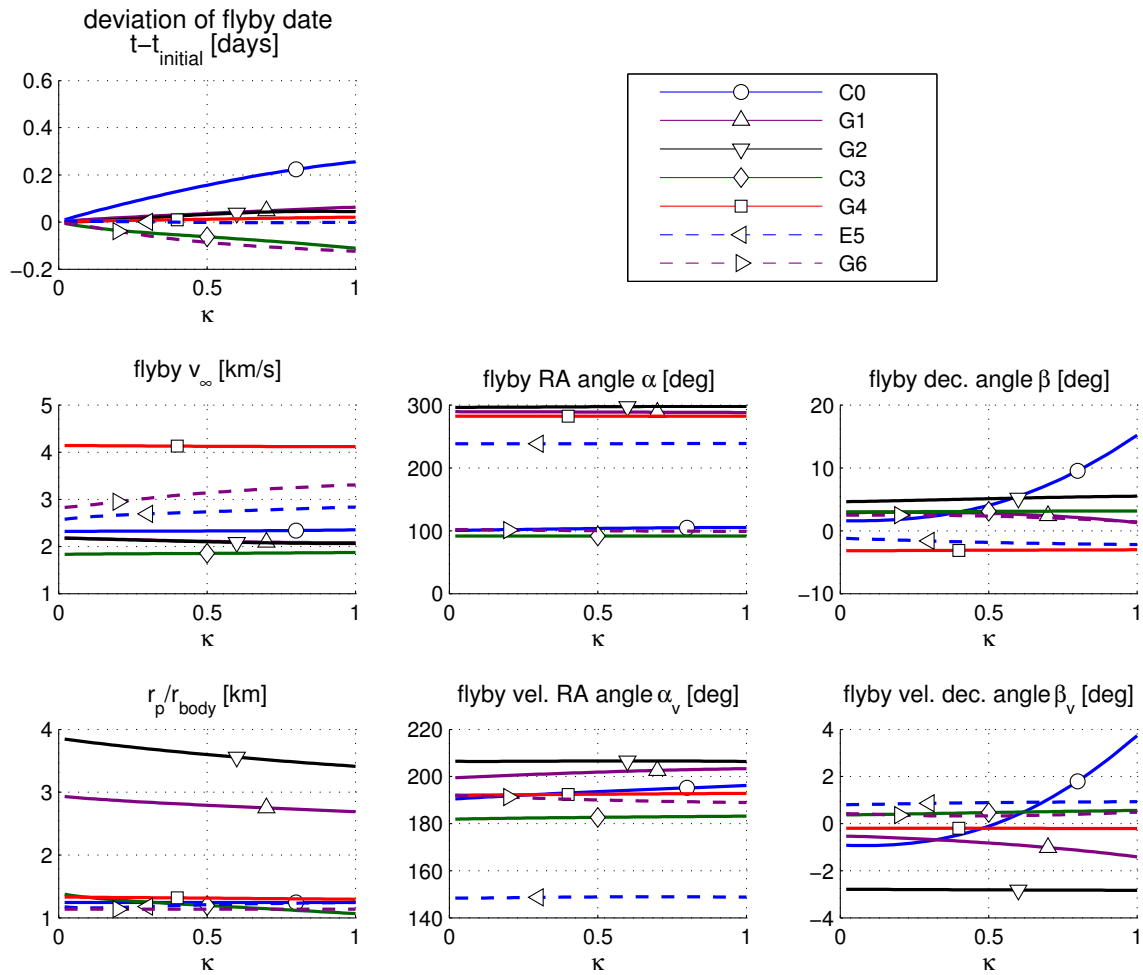 deviation of flyby date
t−t_initial [days]
0.6
0.4
0.2
0
−0.2
0
0.5
1
κ
C0
G1
G2
C3
G4
E5
G6
flyby v_∞ [km/s]
5
4
3
2
1
0
0.5
1
κ
flyby RA angle α [deg]
300
200
100
0
0
0.5
1
κ
flyby dec. angle β [deg]
20
10
0
−10
0
0.5
1
κ
r_p/r_body [km]
4
3
2
1
0
0.5
1
κ
flyby vel. RA angle α_v [deg]
220
200
180
160
140
0
0.5
1
κ
flyby vel. dec. angle β_v [deg]
4
2
0
−2
−4
0
0.5
1
κ